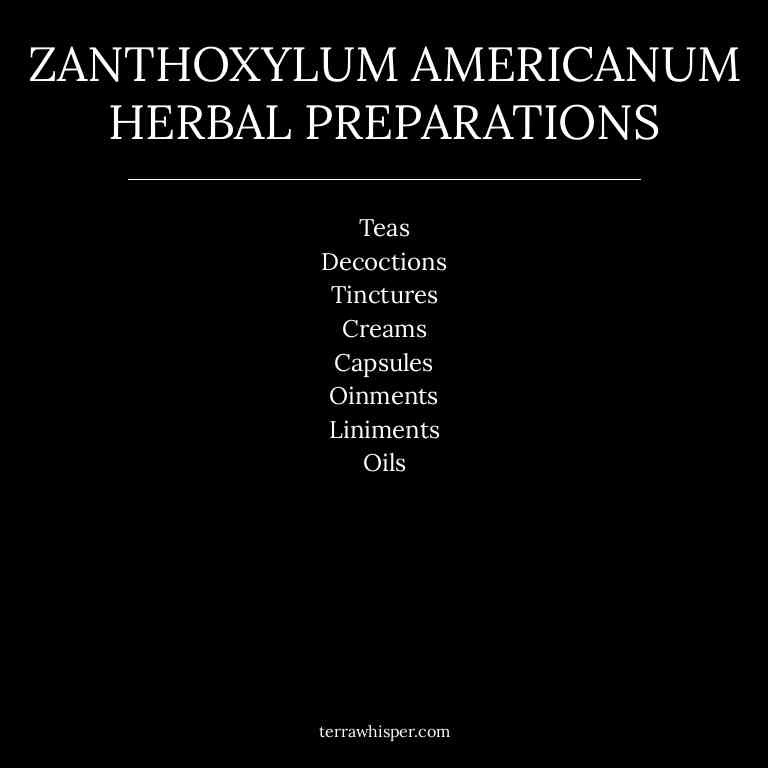 ZANTHOXYLUM AMERICANUM
HERBAL PREPARATIONS
Teas
Decoctions
Tinctures
Creams
Capsules
Oinments
Liniments
Oils
terrawhisper.com